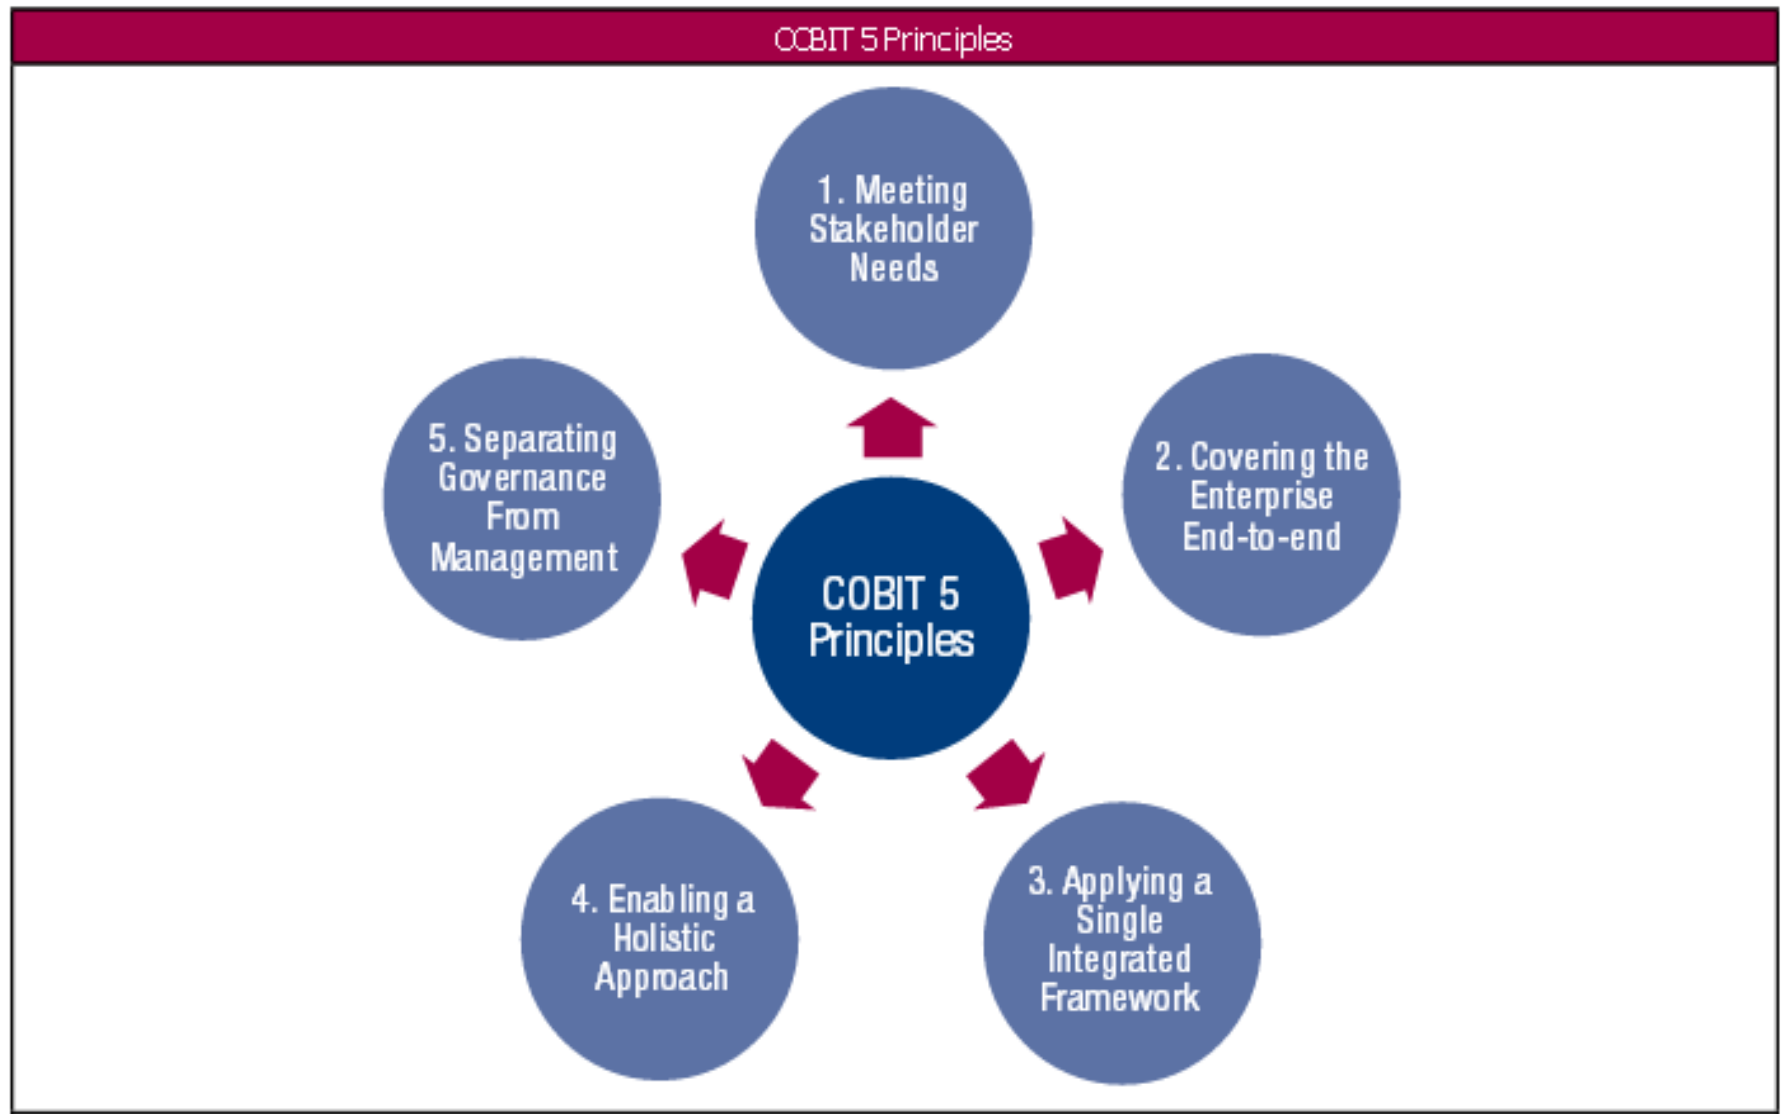 COBIT 5 Principles
1. Meeting
Stakeholder
Needs
2. Covering the
Enterprise
End-to-end
3. Applying a
Single
Integrated
Framework
4. Enabling a
Holistic
Approach
5. Separating
Governance
From
Management
COBIT 5
Principles